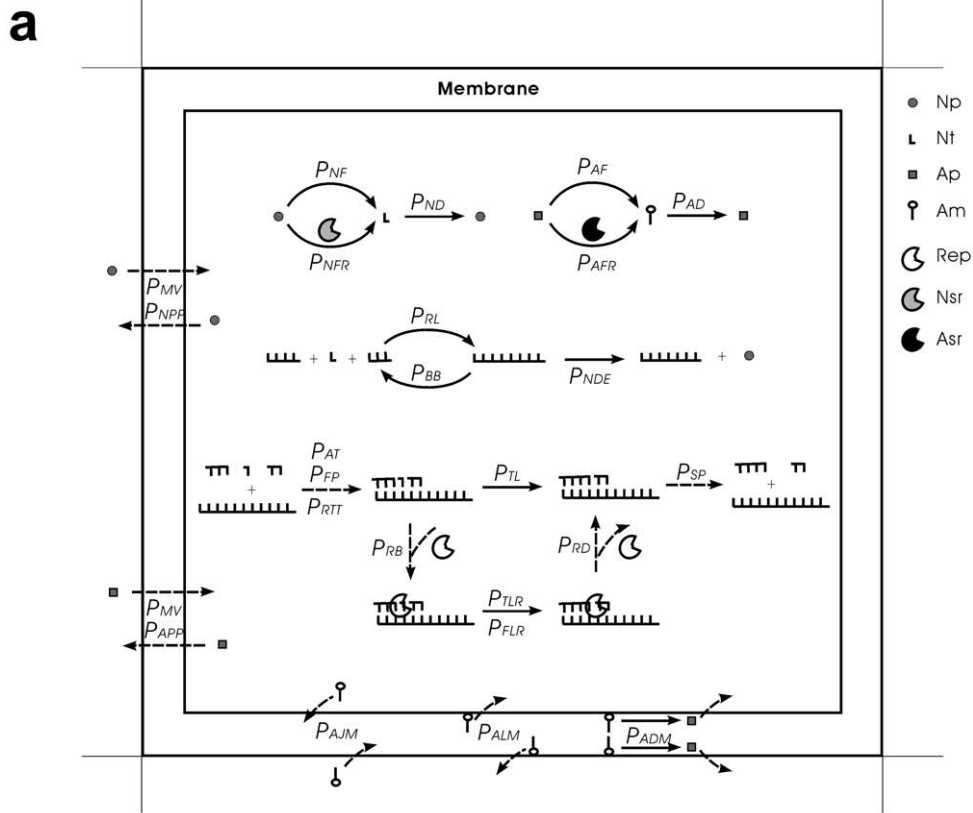 a
Membrane
Np
Nt
Ap
Am
Rep
Nsr
Asr
PNF
PND
PNFR
PAF
PAD
PAFR
PMV
PNPP
PRL
+ +
PBB
PNDE
+
PAT
PFP
PRTT
+
PTL
PSP
+
PRB
PRD
PMV
PAPP
PTLR
PFLR
PAJM
PALM
PADM